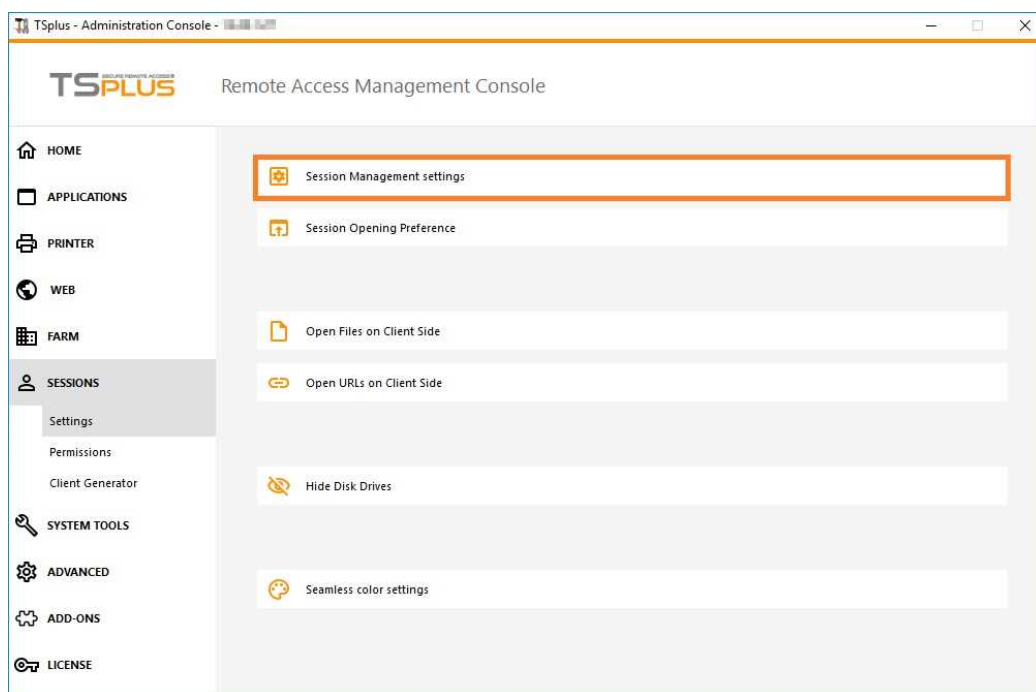 TSplus - Administration Console -
TSPLUS
SECURE REMOTE ACCESS
Remote Access Management Console
HOME
APPLICATIONS
PRINTER
WEB
FARM
SESSIONS
Settings
Permissions
Client Generator
SYSTEM TOOLS
ADVANCED
ADD-ONS
LICENSE
Session Management settings
Session Opening Preference
Open Files on Client Side
Open URLs on Client Side
Hide Disk Drives
Seamless color settings